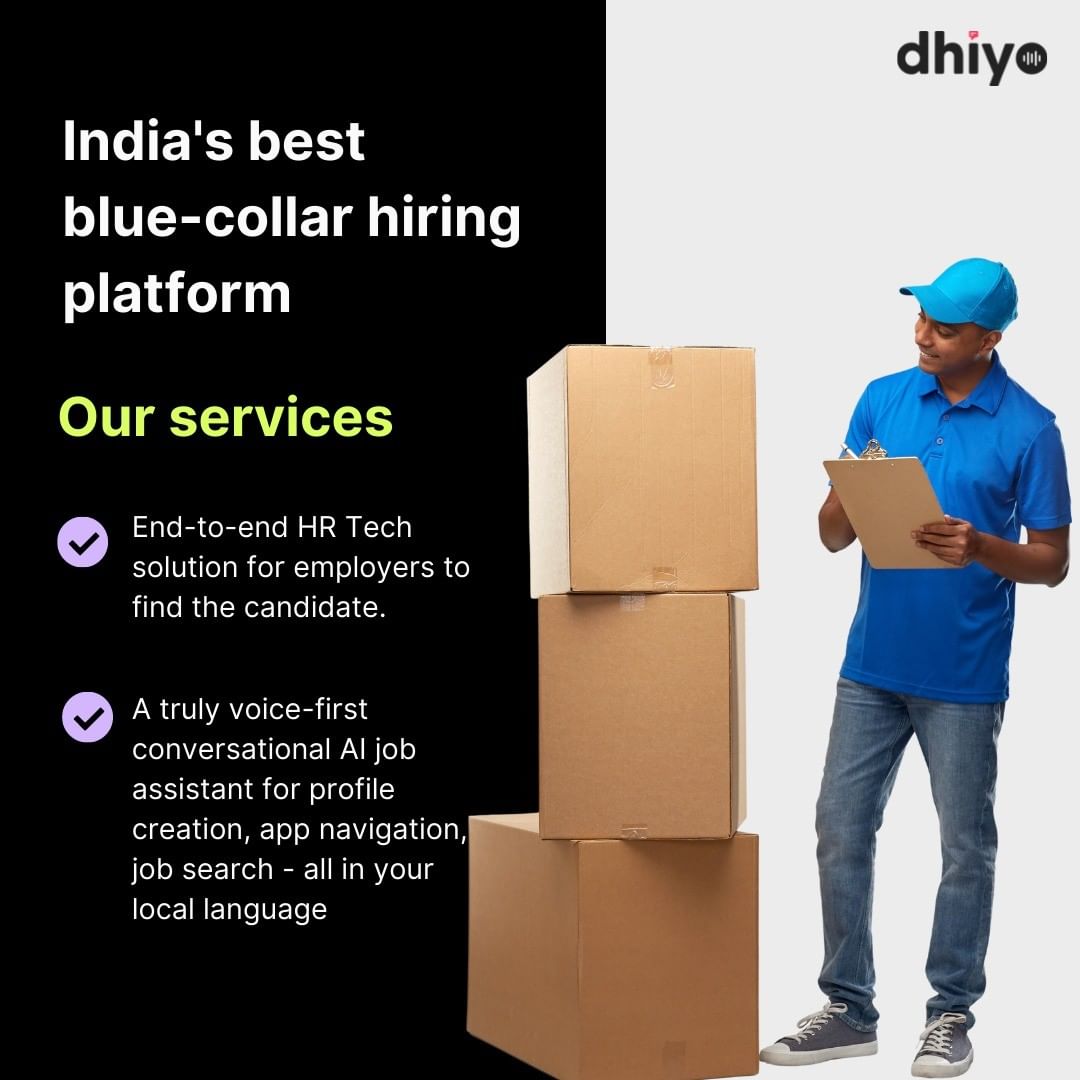 dhiyo
India's best
blue-collar hiring
platform
Our services
End-to-end HR Tech
solution for employers to
find the candidate.
A truly voice-first
conversational AI job
assistant for profile
creation, app navigation,
job search - all in your
local language